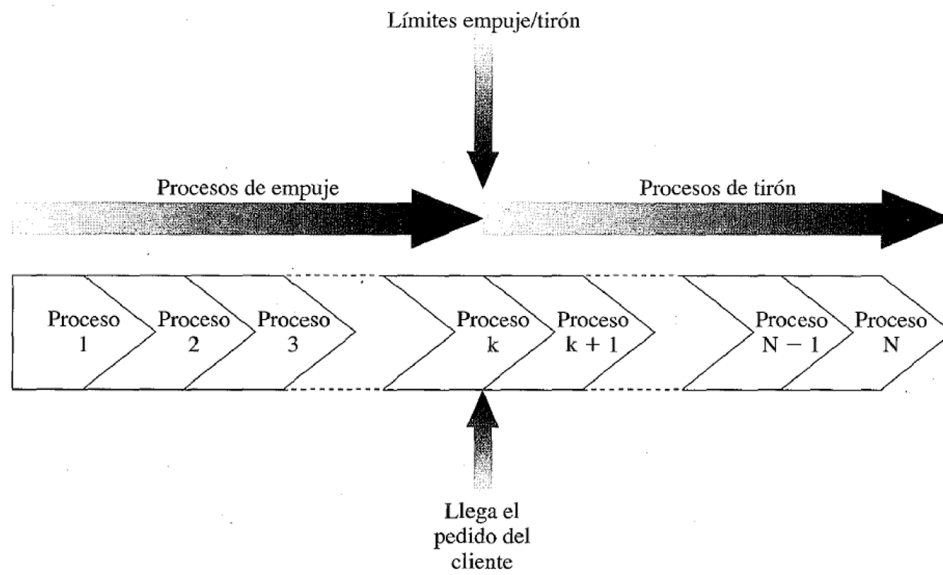 Límites empuje/tirón
Procesos de empuje
Procesos de tirón
Proceso
1
Proceso
2
Proceso
3
Proceso
k
Proceso
k + 1
Proceso
N − 1
Proceso
N
Llega el
pedido del
cliente